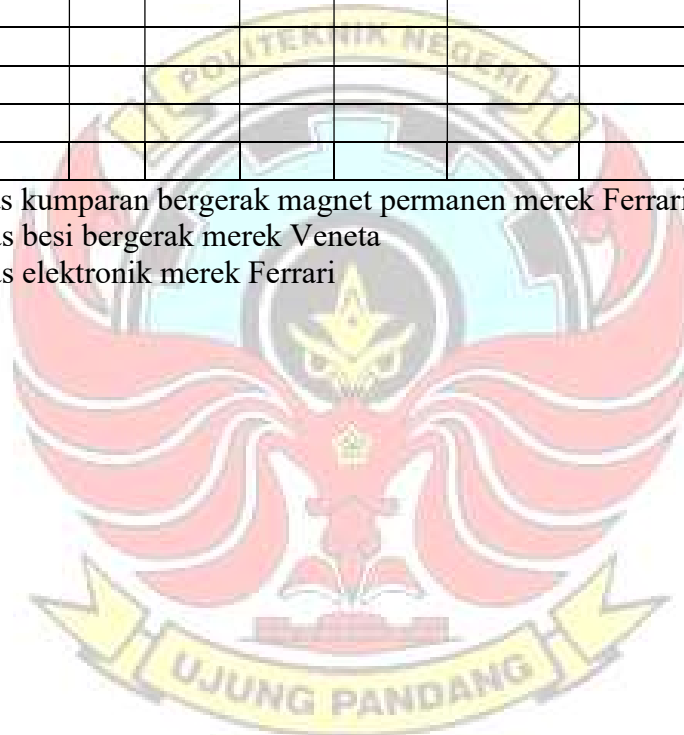 POLITEKNIK NEGERI
s kumparan bergerak magnet permanen merek Ferrari
s besi bergerak merek Veneta
s elektronik merek Ferrari
UJUNG PANDANG